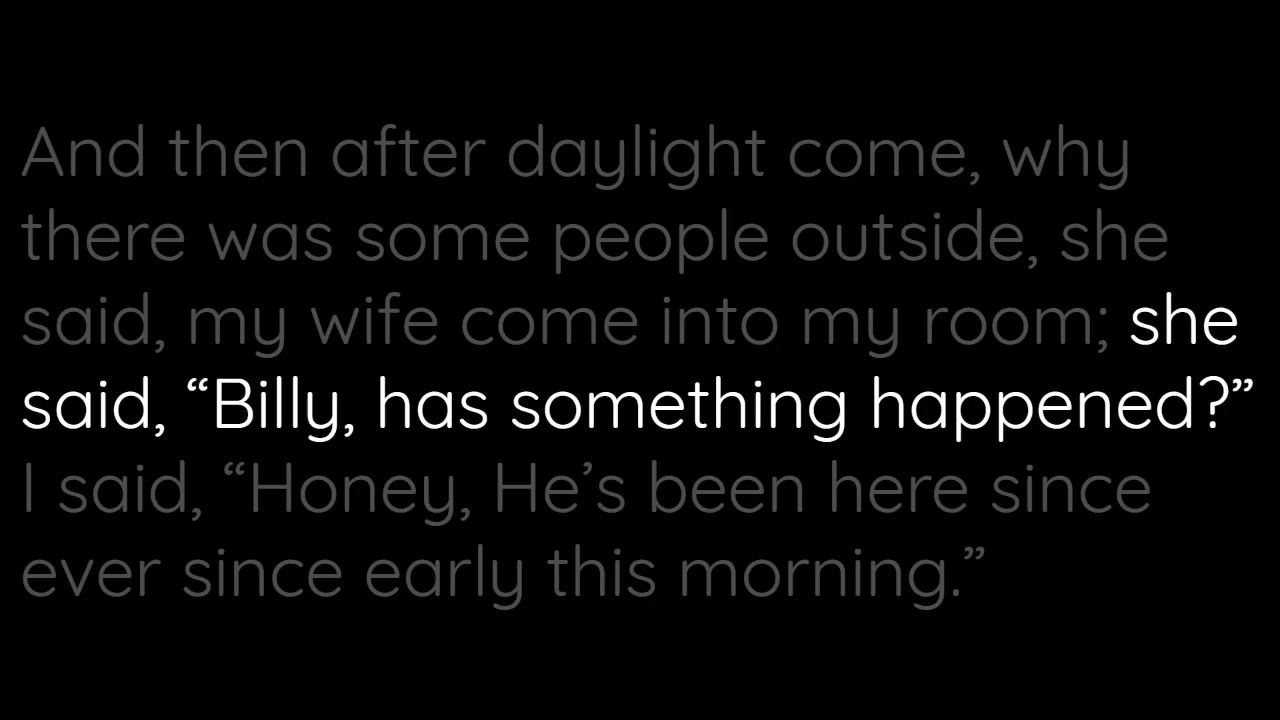 And then after daylight come, why
there was some people outside, she
said, my wife come into my room; she
said, “Billy, has something happened?”
I said, “Honey, He’s been here since
ever since early this morning.”